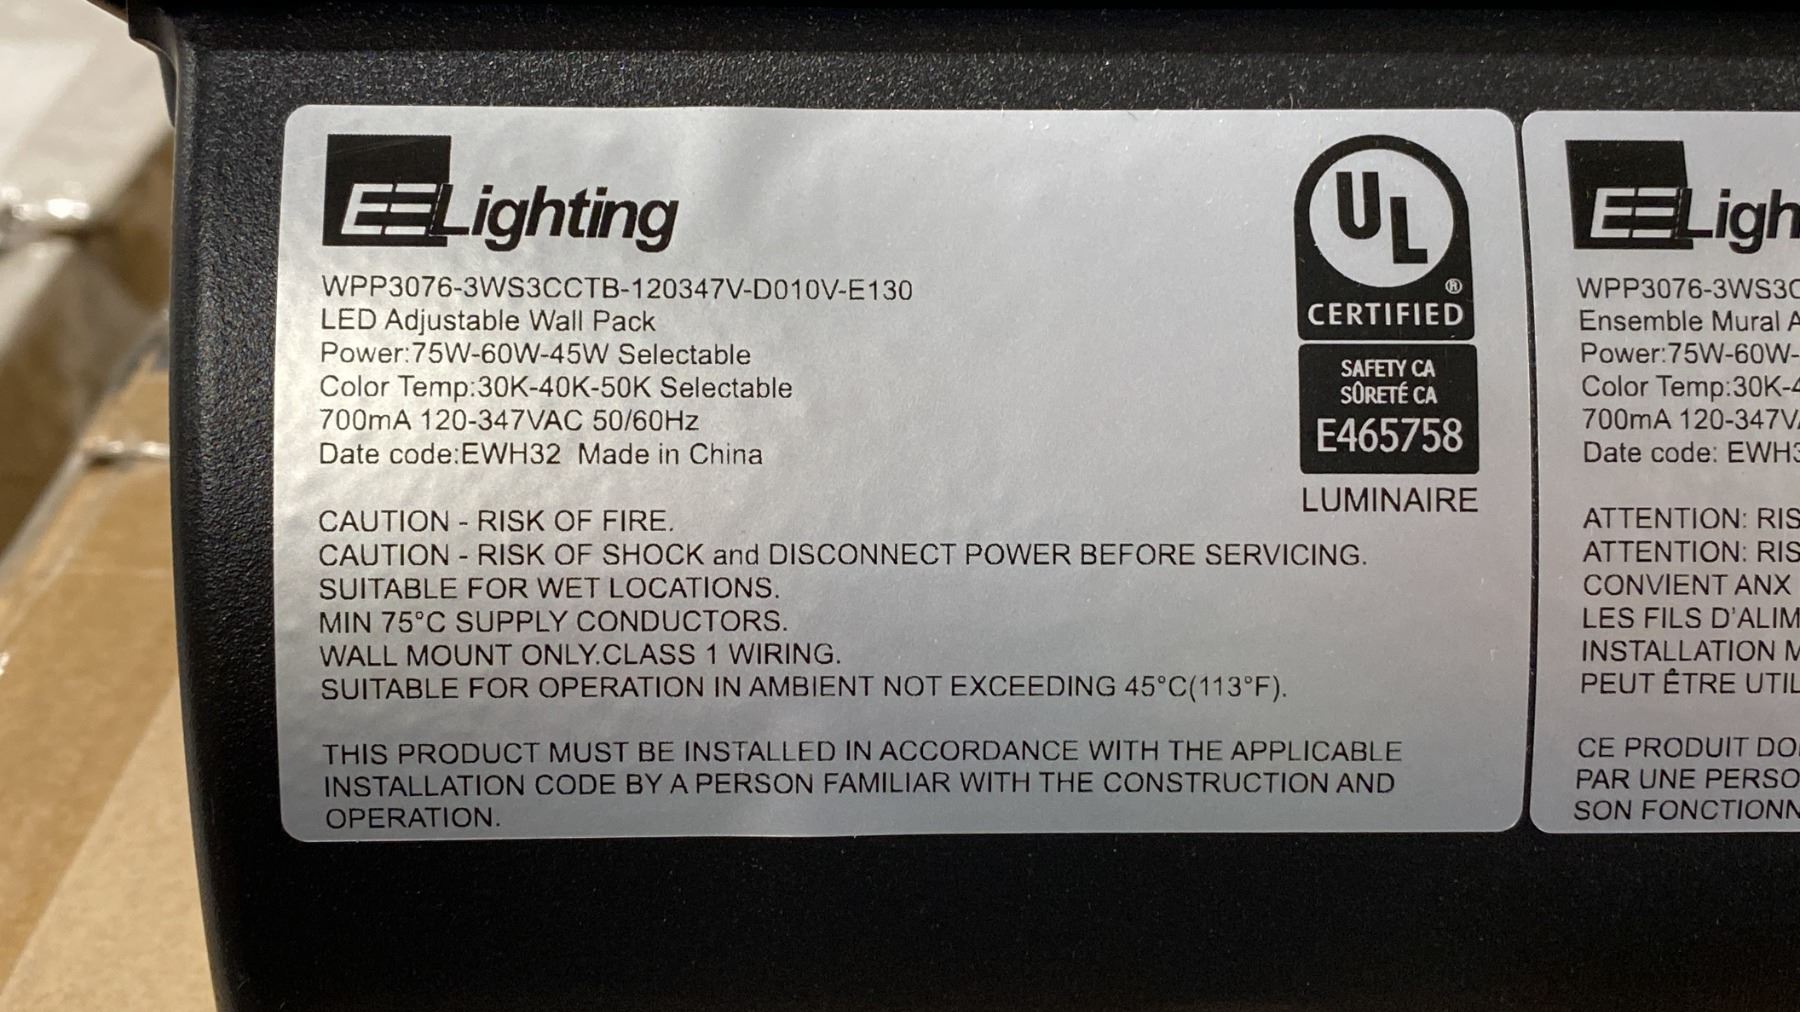 EELighting
WPP3076-3WS3CCTB-120347V-D010V-E130
LED Adjustable Wall Pack
Power:75W-60W-45W Selectable
Color Temp:30K-40K-50K Selectable
700mA 120-347VAC 50/60Hz
Date code:EWH32 Made in China
CAUTION - RISK OF FIRE.
CAUTION - RISK OF SHOCK and DISCONNECT POWER BEFORE SERVICING.
SUITABLE FOR WET LOCATIONS.
MIN 75°C SUPPLY CONDUCTORS.
WALL MOUNT ONLY.CLASS 1 WIRING.
SUITABLE FOR OPERATION IN AMBIENT NOT EXCEEDING 45°C(113°F).
THIS PRODUCT MUST BE INSTALLED IN ACCORDANCE WITH THE APPLICABLE
INSTALLATION CODE BY A PERSON FAMILIAR WITH THE CONSTRUCTION AND
OPERATION.
UL
®
CERTIFIED
SAFETY CA
SÛRETÉ CA
E465758
LUMINAIRE
EELigh
WPP3076-3WS3C
Ensemble Mural A
Power:75W-60W-
Color Temp:30K-4
700mA 120-347V
Date code: EWH3
ATTENTION: RIS
ATTENTION: RIS
CONVIENT ANX
LES FILS D'ALIM
INSTALLATION M
PEUT ÊTRE UTIL
CE PRODUIT DO
PAR UNE PERSO
SON FONCTIONN